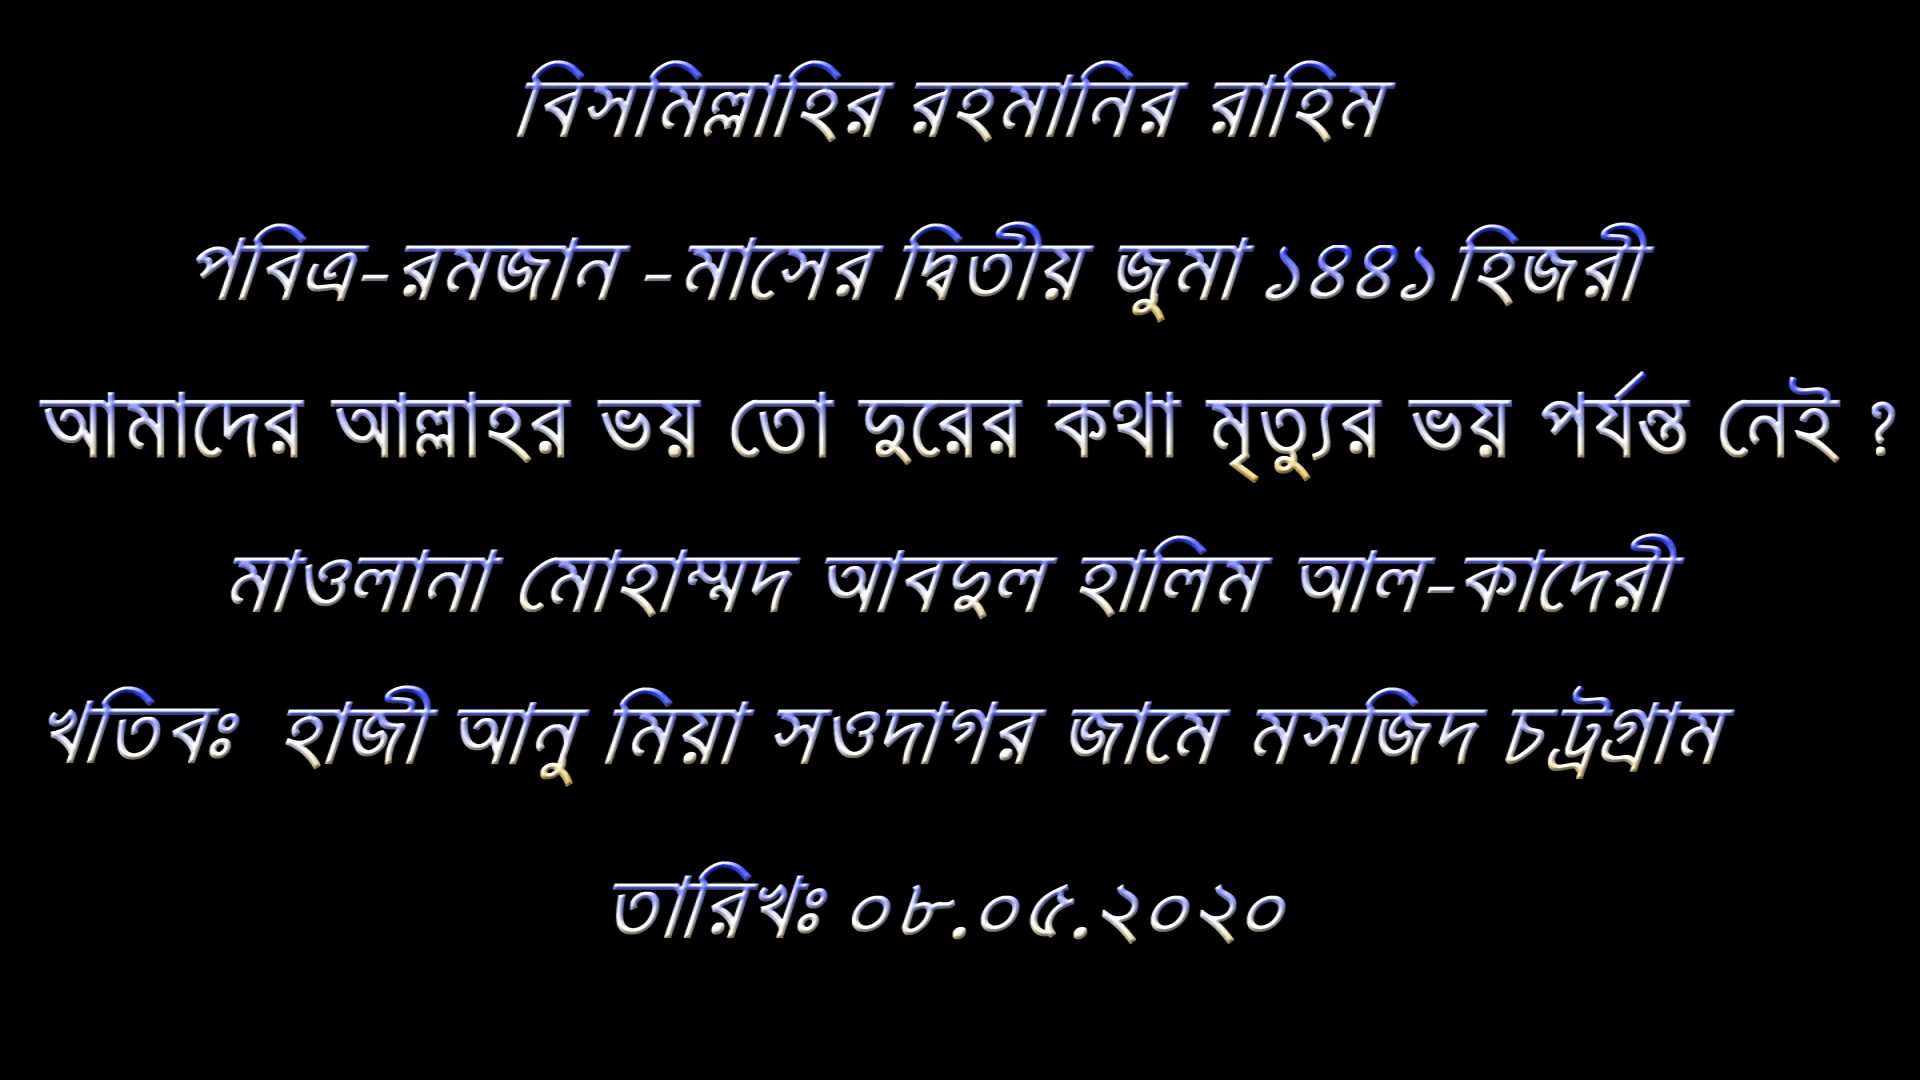 বিসমিল্লাহির রহমানির রাহিম
পবিত্র-রমজান -মাসের দ্বিতীয় জুমা ১৪৪১ হিজরী
আমাদের আল্লাহর ভয় তো দুরের কথা মৃত্যুর ভয় পর্যন্ত নেই ?
মাওলানা মোহাম্মদ আবদুল হালিম আল-কাদেরী
খতিবঃ হাজী আনু মিয়া সওদাগর জামে মসজিদ চট্রগ্রাম
তারিখঃ ০৮.০৫.২০২০